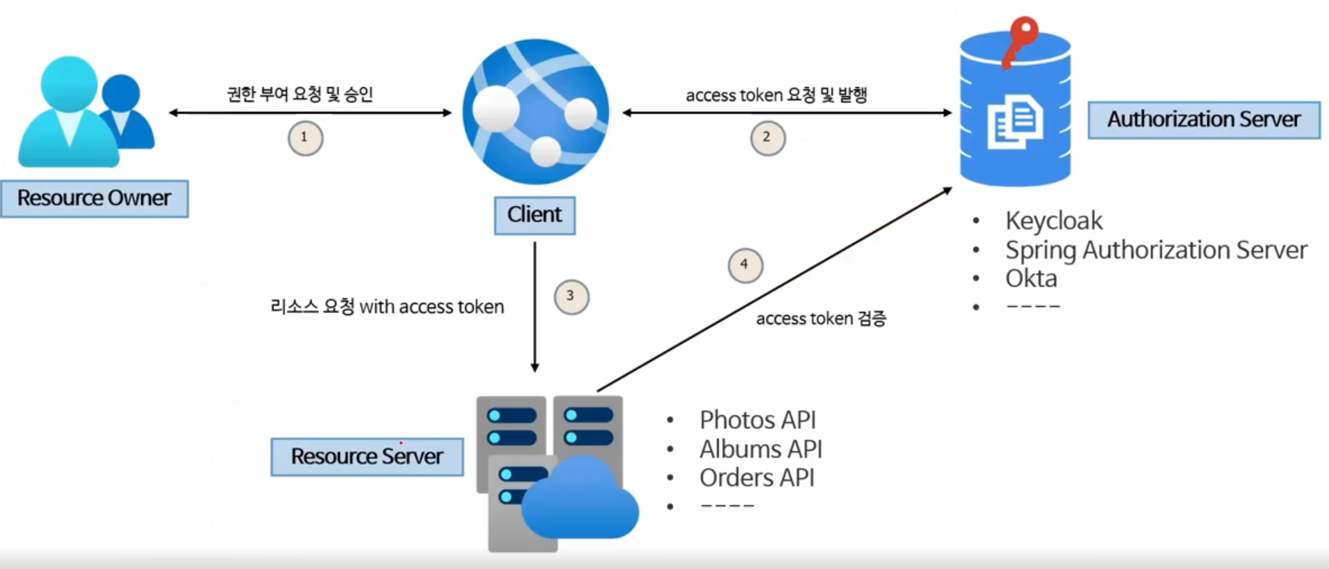 권한 부여 요청 및 승인
1
access token 요청 및 발행
2
Resource Owner
Client
Authorization Server
• Keycloak
• Spring Authorization Server
• Okta
• ----
리소스 요청 with access token
3
4
access token 검증
Resource Server
• Photos API
• Albums API
• Orders API
• ----